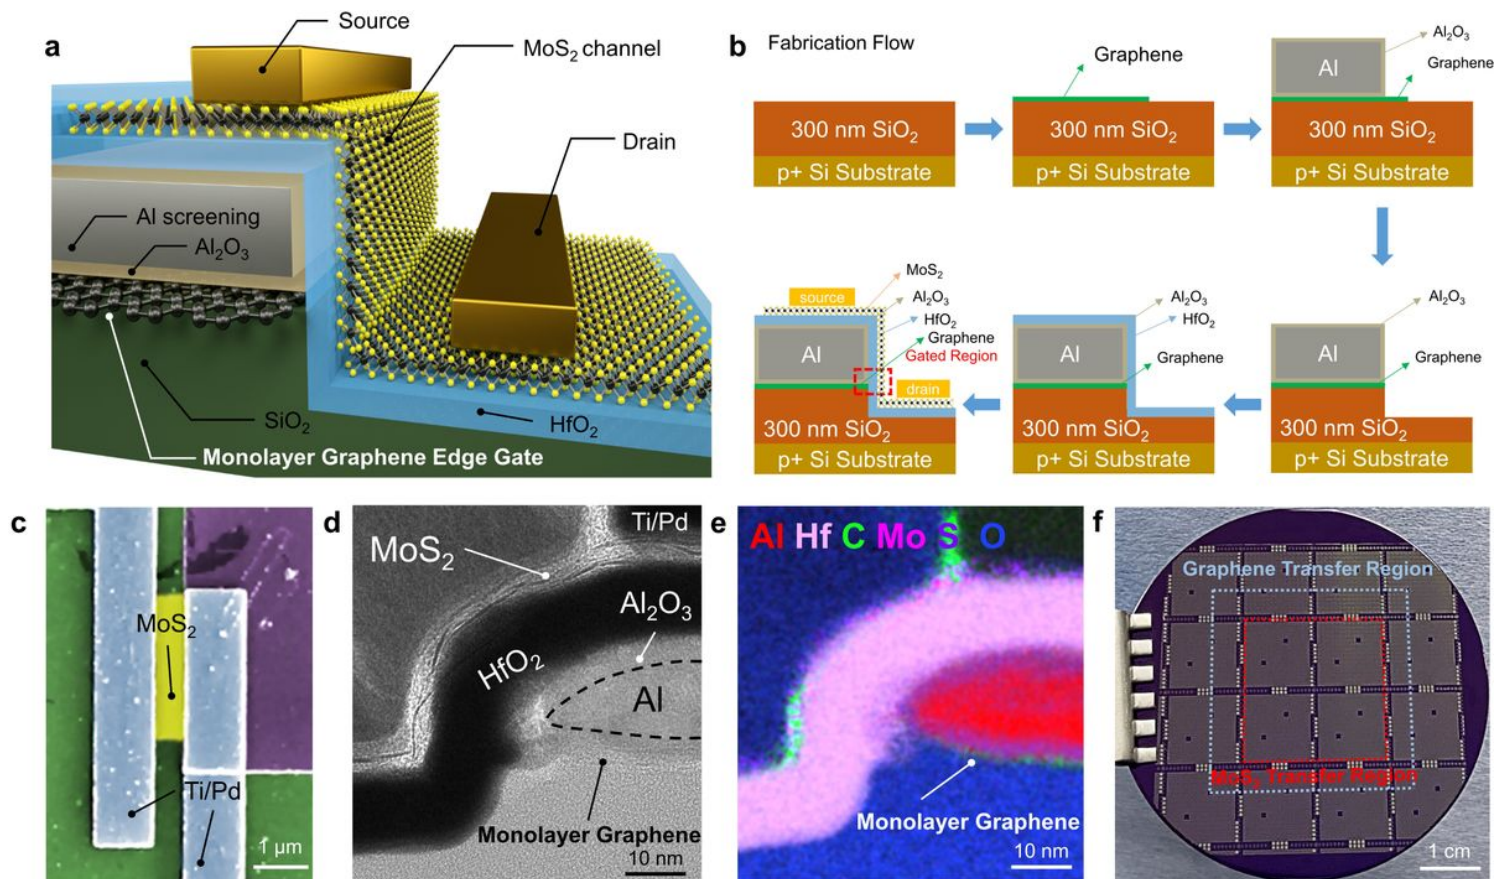 a
Source
MoS₂ channel
Drain
Al screening
Al₂O₃
SiO₂
HfO₂
Monolayer Graphene Edge Gate
b Fabrication Flow
300 nm SiO₂
p+ Si Substrate
Graphene
300 nm SiO₂
p+ Si Substrate
Al₂O₃
Graphene
Al
300 nm SiO₂
p+ Si Substrate
Al₂O₃
Graphene
Al
300 nm SiO₂
p+ Si Substrate
Al₂O₃
HfO₂
Graphene
Al
300 nm SiO₂
p+ Si Substrate
MoS₂
Al₂O₃
HfO₂
Graphene
Gated Region
source
Al
drain
300 nm SiO₂
p+ Si Substrate
c
MoS₂
Ti/Pd
1 µm
d
Ti/Pd
MoS₂
Al₂O₃
HfO₂
Al
Monolayer Graphene
10 nm
e
Al Hf C Mo S O
Monolayer Graphene
10 nm
f
Graphene Transfer Region
MoS₂ Transfer Region
1 cm